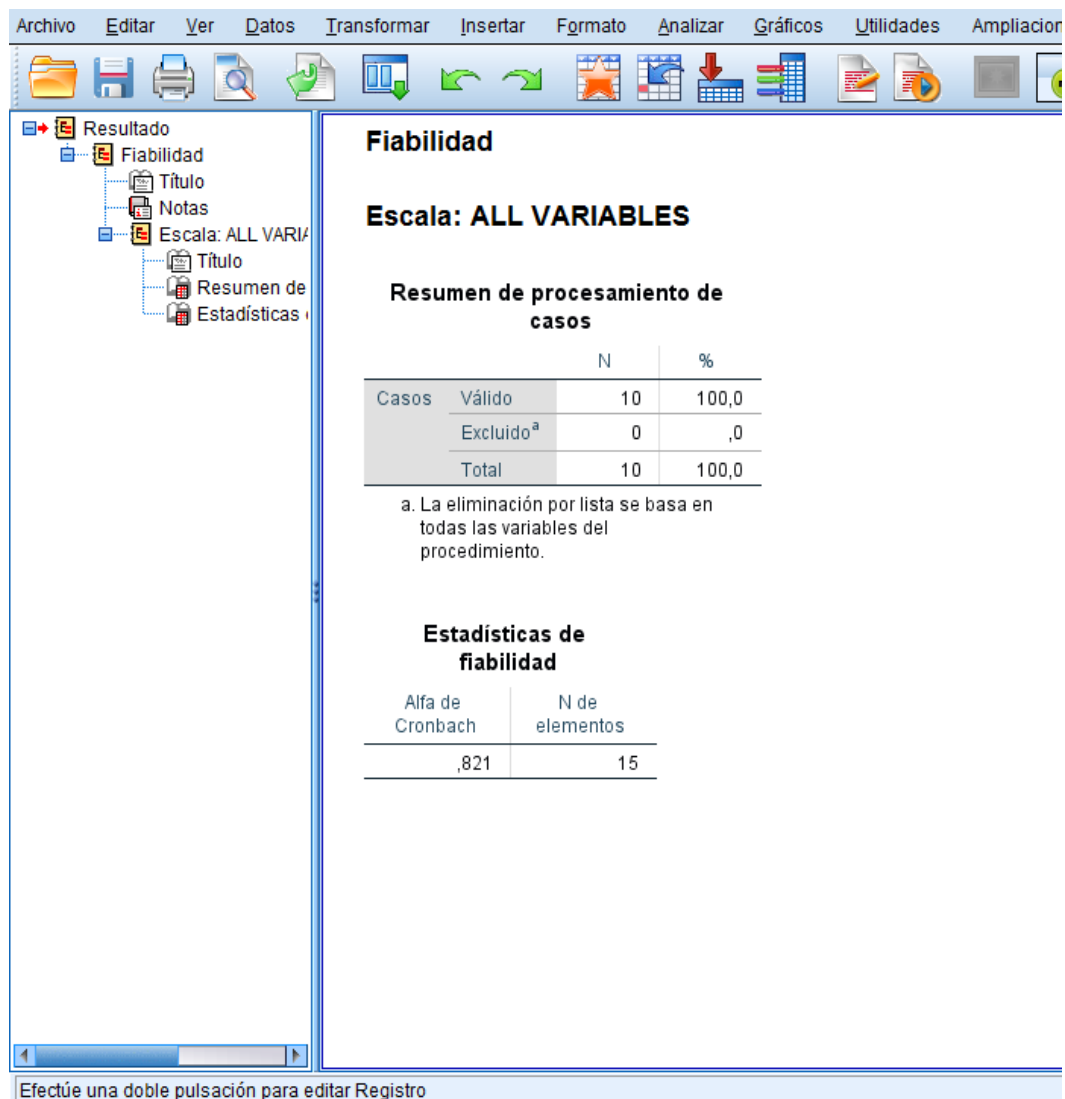 Archivo Editar Ver Datos Transformar Insertar Formato Analizar Gráficos Utilidades Ampliacion
Resultado
Fiabilidad
Título
Notas
Escala: ALL VARIA
Título
Resumen de
Estadísticas
Fiabilidad
Escala: ALL VARIABLES
Resumen de procesamiento de
casos
N %
Casos Válido 10 100,0
Excluido a 0 ,0
Total 10 100,0
a. La eliminación por lista se basa en
todas las variables del
procedimiento.
Estadísticas de
fiabilidad
Alfa de N de
Cronbach elementos
,821 15
Efectúe una doble pulsación para editar Registro